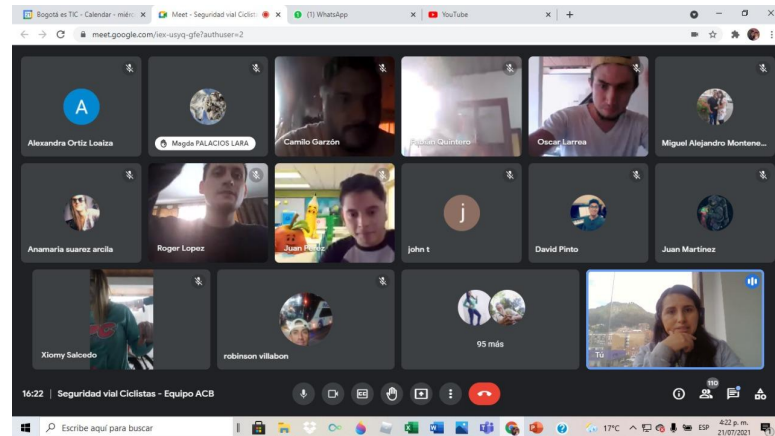 Bogotá es TIC - Calendar - miérc
Meet - Seguridad vial Ciclist
(1) WhatsApp
YouTube
meet.google.com/iex-usyq-gfe?authuser=2
A
Alexandra Ortiz Loaiza
Magda PALACIOS LARA
Camilo Garzón
Fabian Quintero
Oscar Larrea
Miguel Alejandro Montene...
Anamaria suarez arcila
Roger Lopez
Juan Perez
j
john t
David Pinto
Juan Martinez
Xiomy Salcedo
robinson villabon
95 más
Tú
16:22 | Seguridad vial Ciclistas - Equipo ACB
110
Escribe aquí para buscar
17°C
ESP
4:22 p. m.
21/07/2021